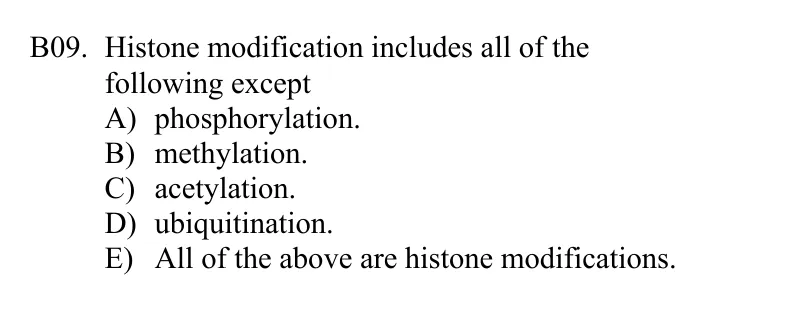 B09. Histone modification includes all of the
following except
A) phosphorylation.
B) methylation.
C) acetylation.
D) ubiquitination.
E) All of the above are histone modifications.